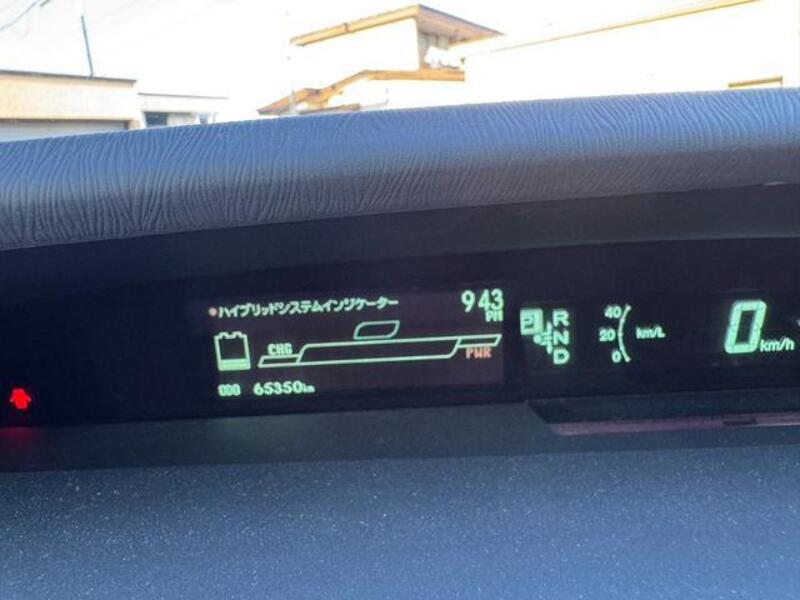 ハイブリッドシステムインジケーター
9:43
PM
CHG
PWR
ODO 65350km
P
R
N
D
40
20
0
km/L
0
km/h